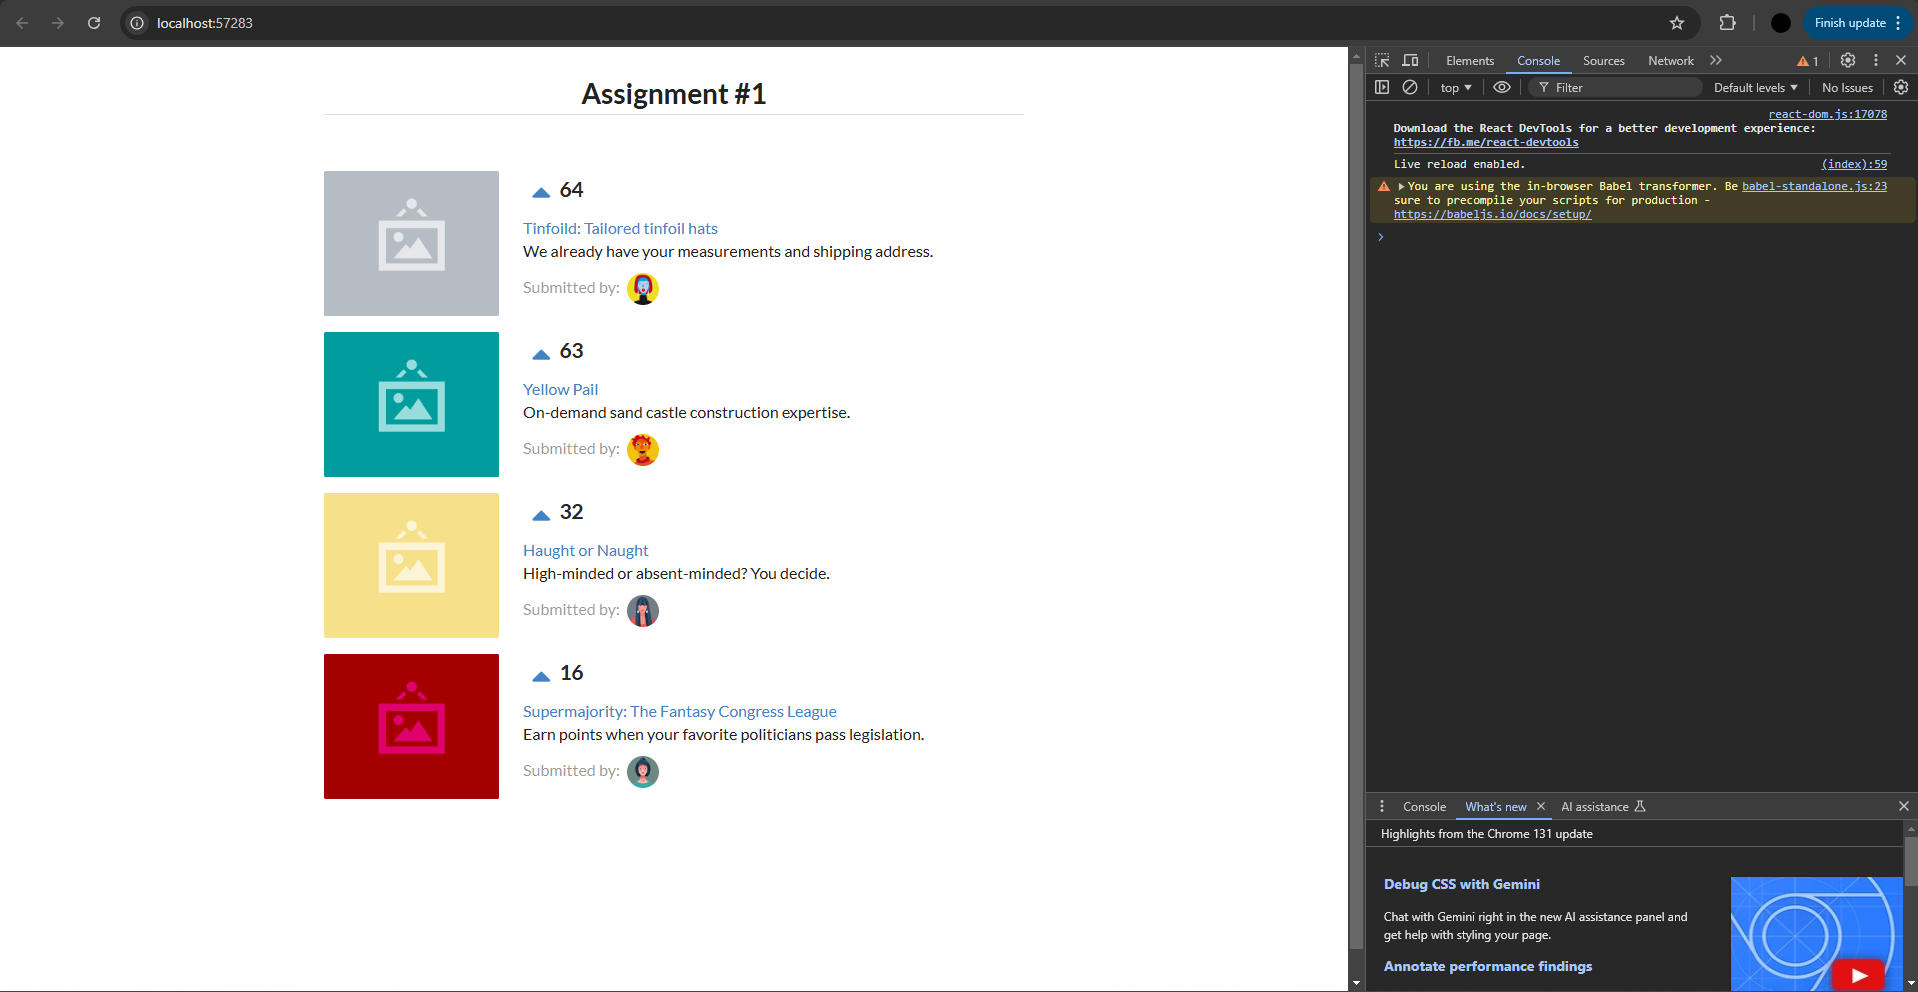 localhost:57283
Finish update
Assignment #1
64
Tinfoild: Tailored tinfoil hats
We already have your measurements and shipping address.
Submitted by:
63
Yellow Pail
On-demand sand castle construction expertise.
Submitted by:
32
Haught or Naught
High-minded or absent-minded? You decide.
Submitted by:
16
Supermajority: The Fantasy Congress League
Earn points when your favorite politicians pass legislation.
Submitted by:
Elements Console Sources Network 1
top Filter Default levels No Issues
react-dom.js:17078
Download the React DevTools for a better development experience:
https://fb.me/react-devtools
Live reload enabled. (index):59
You are using the in-browser Babel transformer. Be babel-standalone.js:23
sure to precompile your scripts for production -
https://babeljs.io/docs/setup/
Console What's new AI assistance
Highlights from the Chrome 131 update
Debug CSS with Gemini
Chat with Gemini right in the new AI assistance panel and
get help with styling your page.
Annotate performance findings